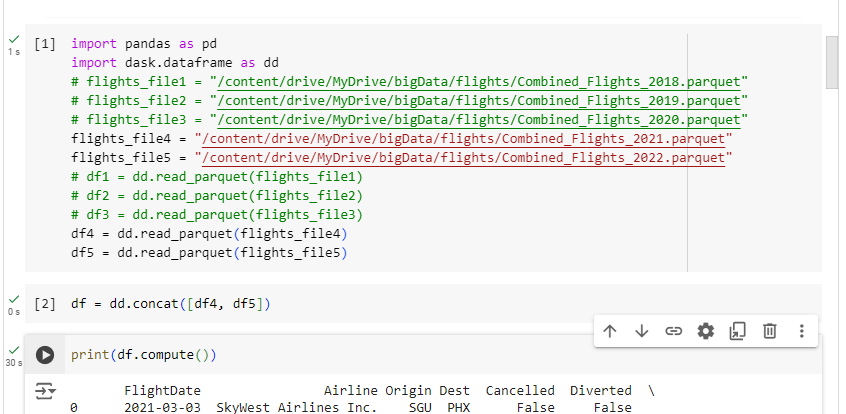 [1] import pandas as pd
1 s
import dask.dataframe as dd
# flights_file1 = "/content/drive/MyDrive/bigData/flights/Combined_Flights_2018.parquet"
# flights_file2 = "/content/drive/MyDrive/bigData/flights/Combined_Flights_2019.parquet"
# flights_file3 = "/content/drive/MyDrive/bigData/flights/Combined_Flights_2020.parquet"
flights_file4 = "/content/drive/MyDrive/bigData/flights/Combined_Flights_2021.parquet"
flights_file5 = "/content/drive/MyDrive/bigData/flights/Combined_Flights_2022.parquet"
# df1 = dd.read_parquet(flights_file1)
# df2 = dd.read_parquet(flights_file2)
# df3 = dd.read_parquet(flights_file3)
df4 = dd.read_parquet(flights_file4)
df5 = dd.read_parquet(flights_file5)
[2] df = dd.concat([df4, df5])
0 s
print(df.compute())
30 s
FlightDate Airline Origin Dest Cancelled Diverted \
0 2021-03-03 SkyWest Airlines Inc. SGU PHX False False